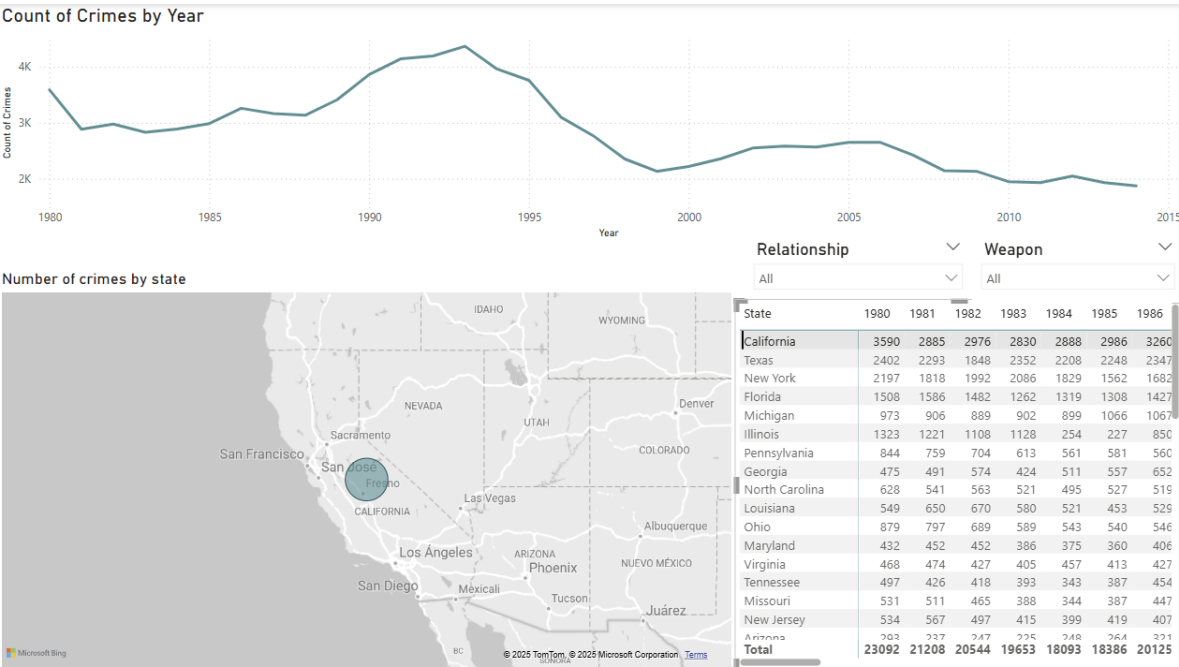 Count of Crimes by Year
4K
3K
2K
Count of Crimes
1980 1985 1990 1995 2000 2005 2010 2015
Year
Number of crimes by state
Relationship
All
Weapon
All
IDAHO
WYOMING
NEVADA
UTAH
Denver
COLORADO
Sacramento
San Francisco
San José
Fresno
CALIFORNIA
Las Vegas
Albuquerque
Los Ángeles
ARIZONA
Phoenix
NUEVO MÉXICO
San Diego
Mexicali
Tucson
Juárez
BC
SONORA
Microsoft Bing
© 2025 TomTom, © 2025 Microsoft Corporation Terms
State 1980 1981 1982 1983 1984 1985 1986
California 3590 2885 2976 2830 2888 2986 3260
Texas 2402 2293 1848 2352 2208 2248 2347
New York 2197 1818 1992 2086 1829 1562 1682
Florida 1508 1586 1482 1262 1319 1308 1427
Michigan 973 906 889 902 899 1066 1067
Illinois 1323 1221 1108 1128 254 227 850
Pennsylvania 844 759 704 613 561 581 560
Georgia 475 491 574 424 511 557 652
North Carolina 628 541 563 521 495 527 519
Louisiana 549 650 670 580 521 453 529
Ohio 879 797 689 589 543 540 546
Maryland 432 452 452 386 375 360 406
Virginia 468 474 427 405 457 413 427
Tennessee 497 426 418 393 343 387 454
Missouri 531 511 465 388 344 387 447
New Jersey 534 567 497 415 399 419 407
Arizona 293 237 247 225 248 264 321
Total 23092 21208 20544 19653 18093 18386 20125